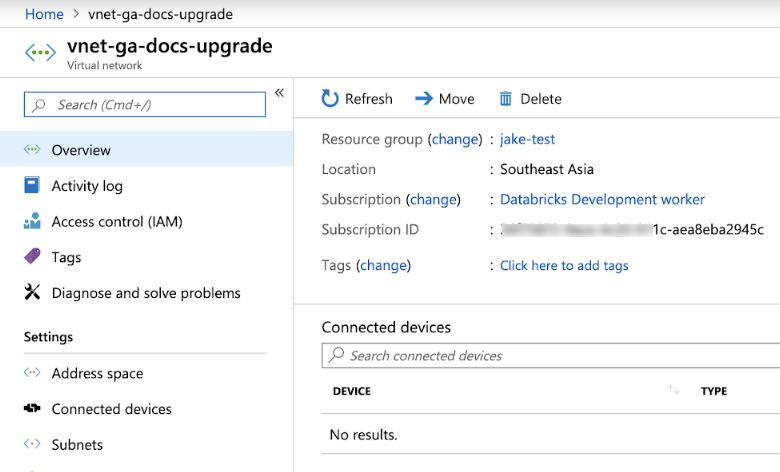 Home > vnet-ga-docs-upgrade
vnet-ga-docs-upgrade
Virtual network
«
Search (Cmd+/)
Overview
Activity log
Access control (IAM)
Tags
Diagnose and solve problems
Settings
Address space
Connected devices
Subnets
Refresh Move Delete
Resource group (change) : jake-test
Location : Southeast Asia
Subscription (change) : Databricks Development worker
Subscription ID : 1c-aea8eba2945c
Tags (change) : Click here to add tags
Connected devices
Search connected devices
DEVICE ↑↓ TYPE
No results.